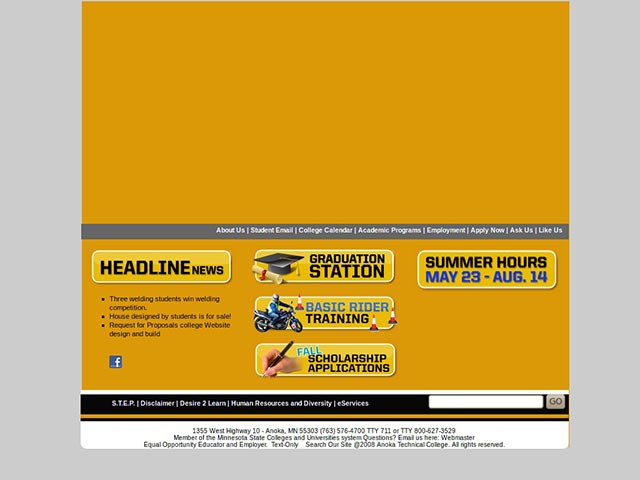 About Us | Student Email | College Calendar | Academic Programs | Employment | Apply Now | Ask Us | Like Us
HEADLINE NEWS
Three welding students win welding
competition.
House designed by students is for sale!
Request for Proposals college Website
design and build
GRADUATION
STATION
BASIC RIDER
TRAINING
FALL
SCHOLARSHIP
APPLICATIONS
SUMMER HOURS
MAY 23 - AUG. 14
S.T.E.P. | Disclaimer | Desire 2 Learn | Human Resources and Diversity | eServices
GO
1355 West Highway 10 - Anoka, MN 55303 (763) 576-4700 TTY 711 or TTY 800-627-3529
Member of the Minnesota State Colleges and Universities system Questions? Email us here: Webmaster
Equal Opportunity Educator and Employer. Text-Only Search Our Site @2008 Anoka Technical College. All rights reserved.